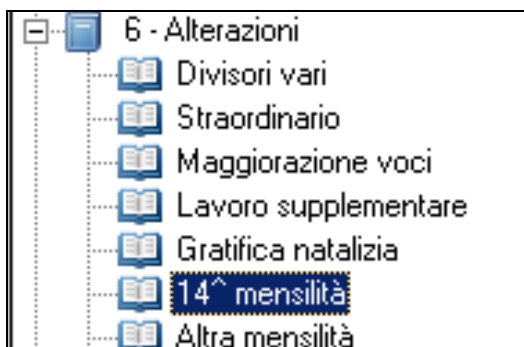 6 - Alterazioni
Divisori vari
Straordinario
Maggiorazione voci
Lavoro supplementare
Gratifica natalizia
14^ mensilità
Altra mensilità